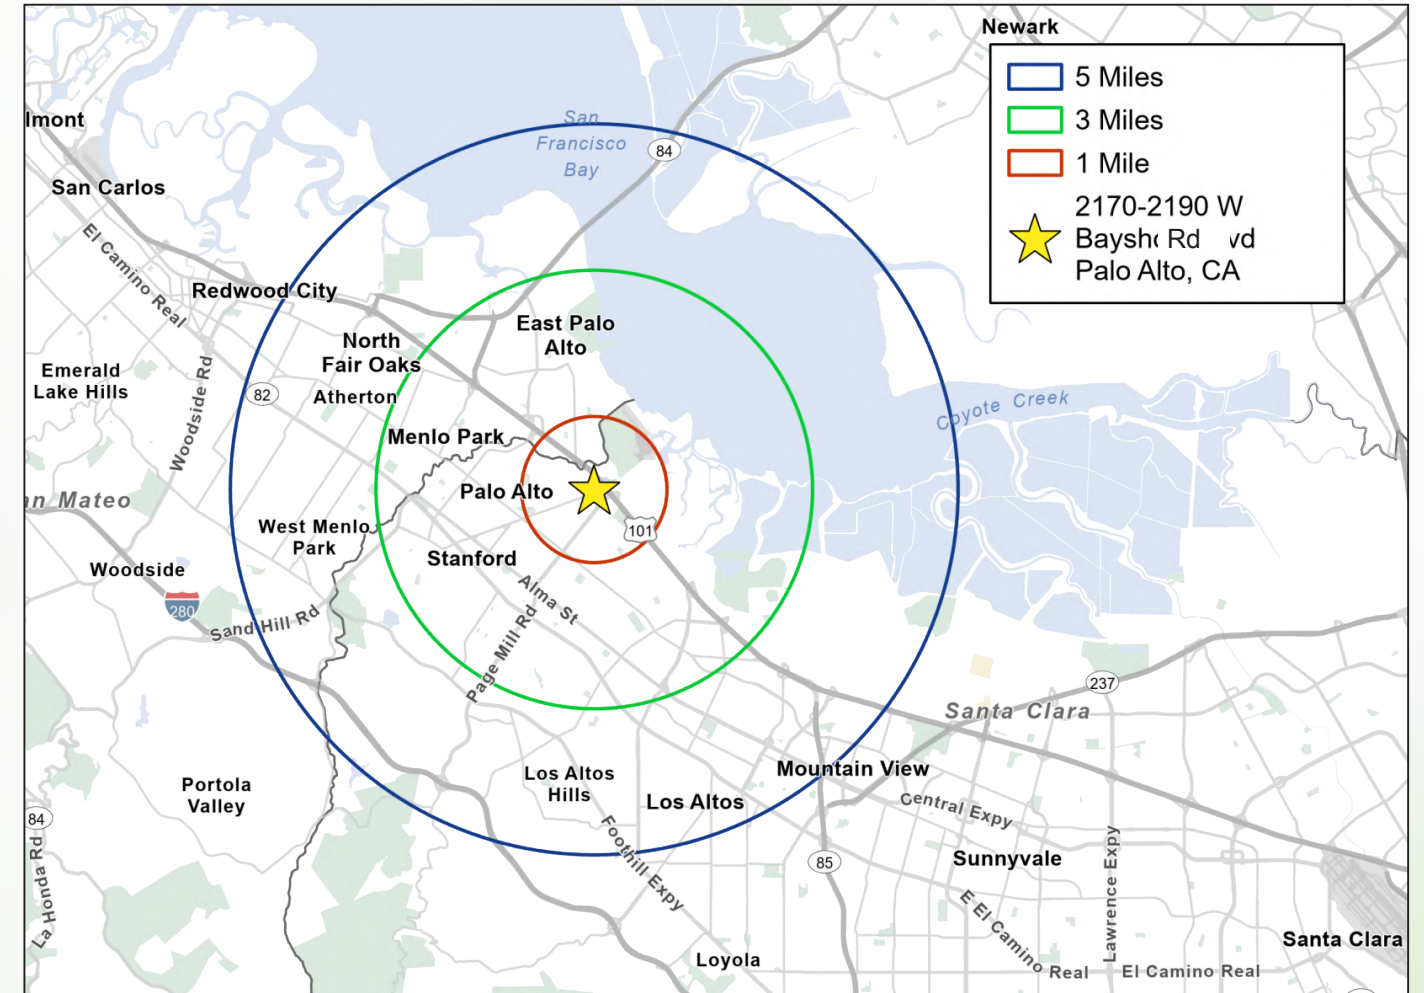 Newark
5 Miles
3 Miles
1 Mile
2170-2190 W
Baysh Rd vd
Palo Alto, CA
San
Francisco
Bay
84
lmont
San Carlos
El Camino Real
Redwood City
North
Fair Oaks
East Palo
Alto
Emerald
Lake Hills
Woodside Rd
82
Atherton
Coyote Creek
Menlo Park
Palo Alto
an Mateo
101
West Menlo
Park
Stanford
Woodside
280
Sand Hill Rd
Alma St
Page Mill Rd
237
Santa Clara
Mountain View
Portola
Valley
Los Altos
Hills
Los Altos
Central Expy
84
La Honda Rd
Foothill Expy
85
Sunnyvale
Lawrence Expy
E El Camino Real
Santa Clara
Loyola
El Camino Real